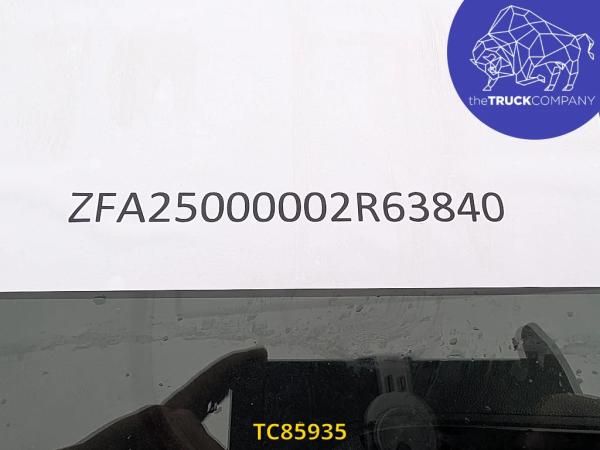 theTRUCKCOMPANY
ZFA25000002R63840
TC85935